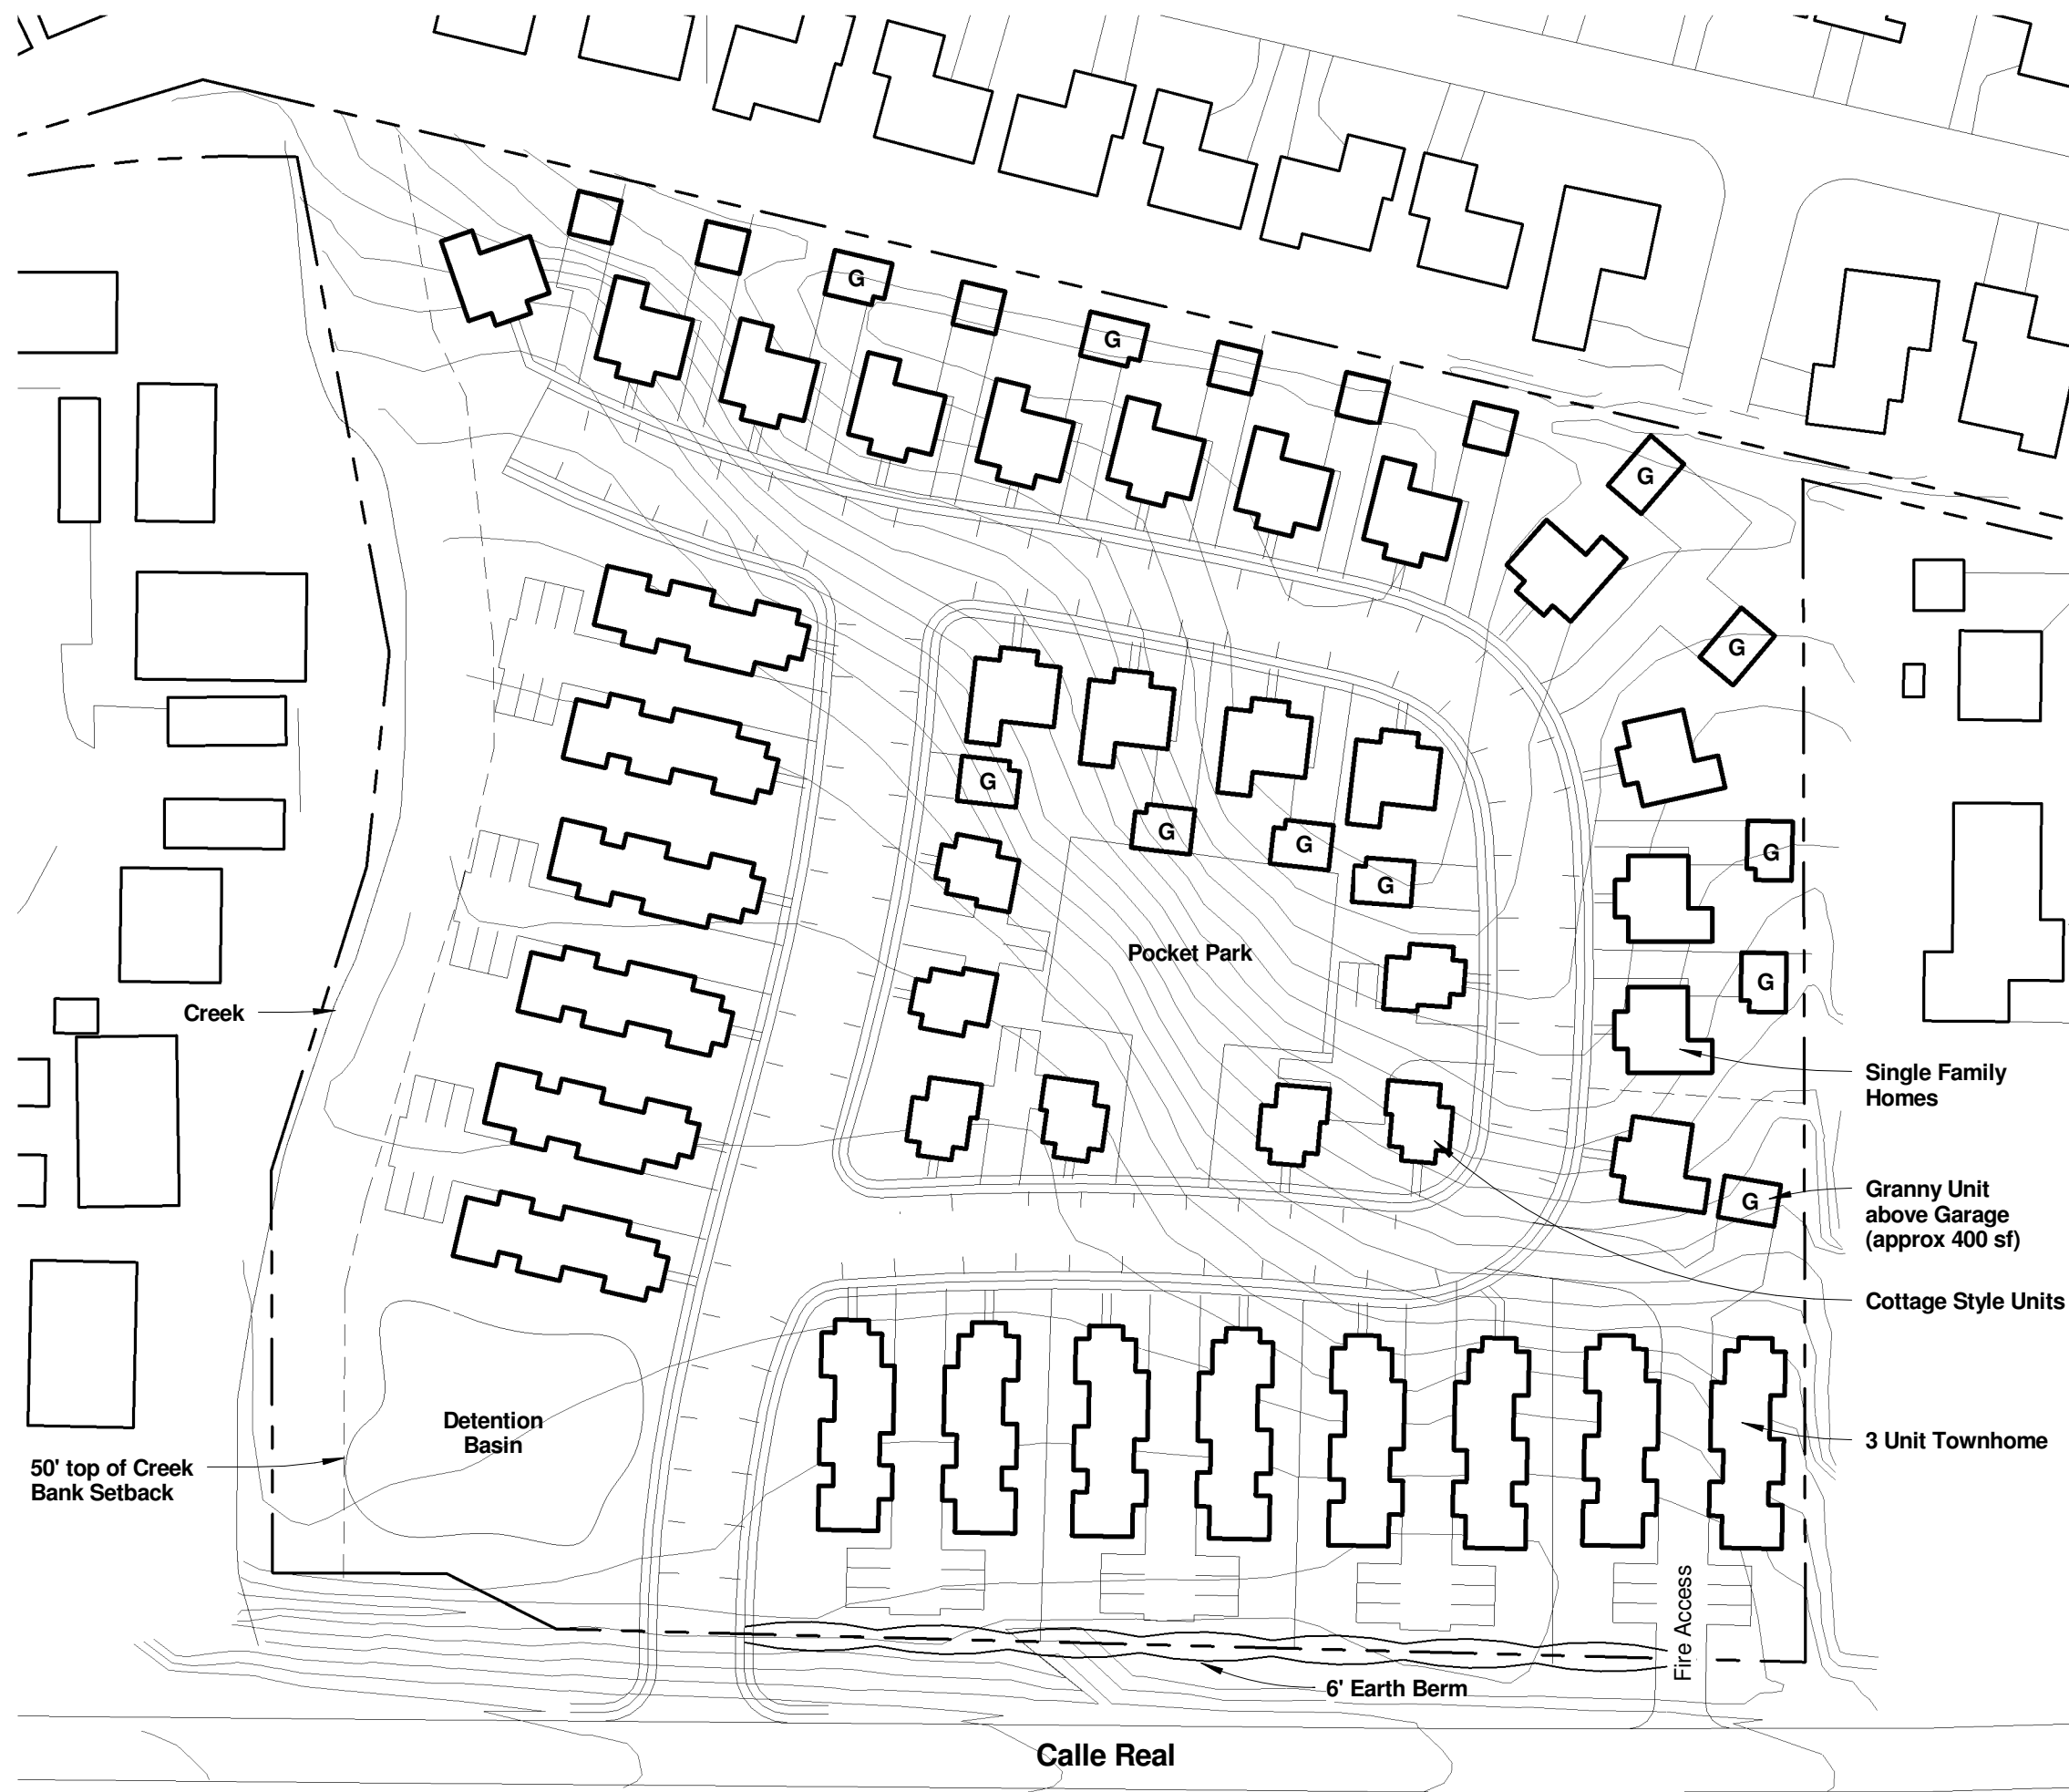 G
G
G
G
G
G
G
G
G
Pocket Park
G
Creek
Single Family
Homes
G
Granny Unit
above Garage
(approx 400 sf)
Cottage Style Units
Detention
Basin
3 Unit Townhome
50' top of Creek
Bank Setback
Fire Access
6' Earth Berm
Calle Real